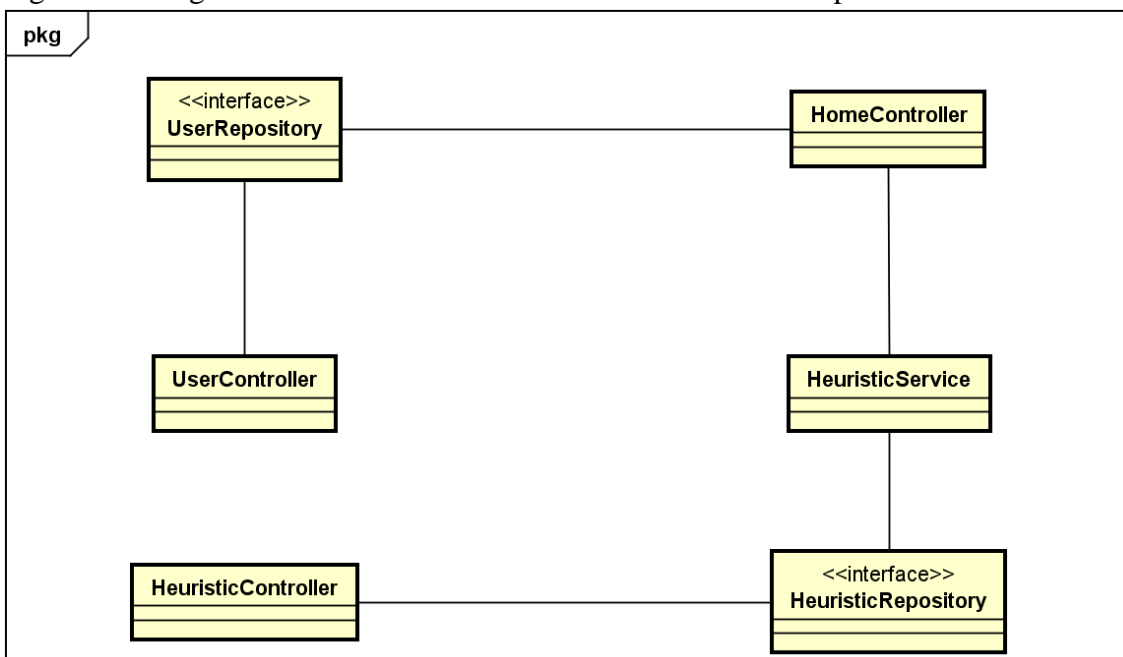 pkg
<<interface>>
UserRepository
HomeController
UserController
HeuristicService
HeuristicController
<<interface>>
HeuristicRepository